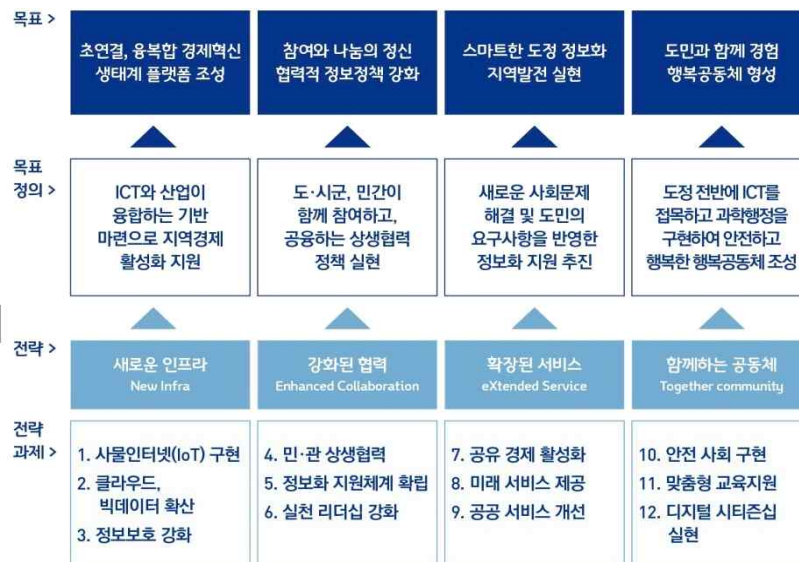 목표 >
초연결, 융복합 경제혁신
생태계 플랫폼 조성
참여와 나눔의 정신
협력적 정보정책 강화
스마트한 도정 정보화
지역발전 실현
도민과 함께 경험
행복공동체 형성
목표
정의 >
ICT와 산업이
융합하는 기반
마련으로 지역경제
활성화 지원
도·시군, 민간이
함께 참여하고,
공융하는 상생협력
정책 실현
새로운 사회문제
해결 및 도민의
요구사항을 반영한
정보화 지원 추진
도정 전반에 ICT를
접목하고 과학행정을
구현하여 안전하고
행복한 행복공동체 조성
전략 >
새로운 인프라
New Infra
강화된 협력
Enhanced Collaboration
확장된 서비스
eXtended Service
함께하는 공동체
Together community
전략
과제 >
1. 사물인터넷(IoT) 구현
2. 클라우드,
빅데이터 확산
3. 정보보호 강화
4. 민·관 상생협력
5. 정보화 지원체계 확립
6. 실천 리더십 강화
7. 공유 경제 활성화
8. 미래 서비스 제공
9. 공공 서비스 개선
10. 안전 사회 구현
11. 맞춤형 교육지원
12. 디지털 시티즌십
실현